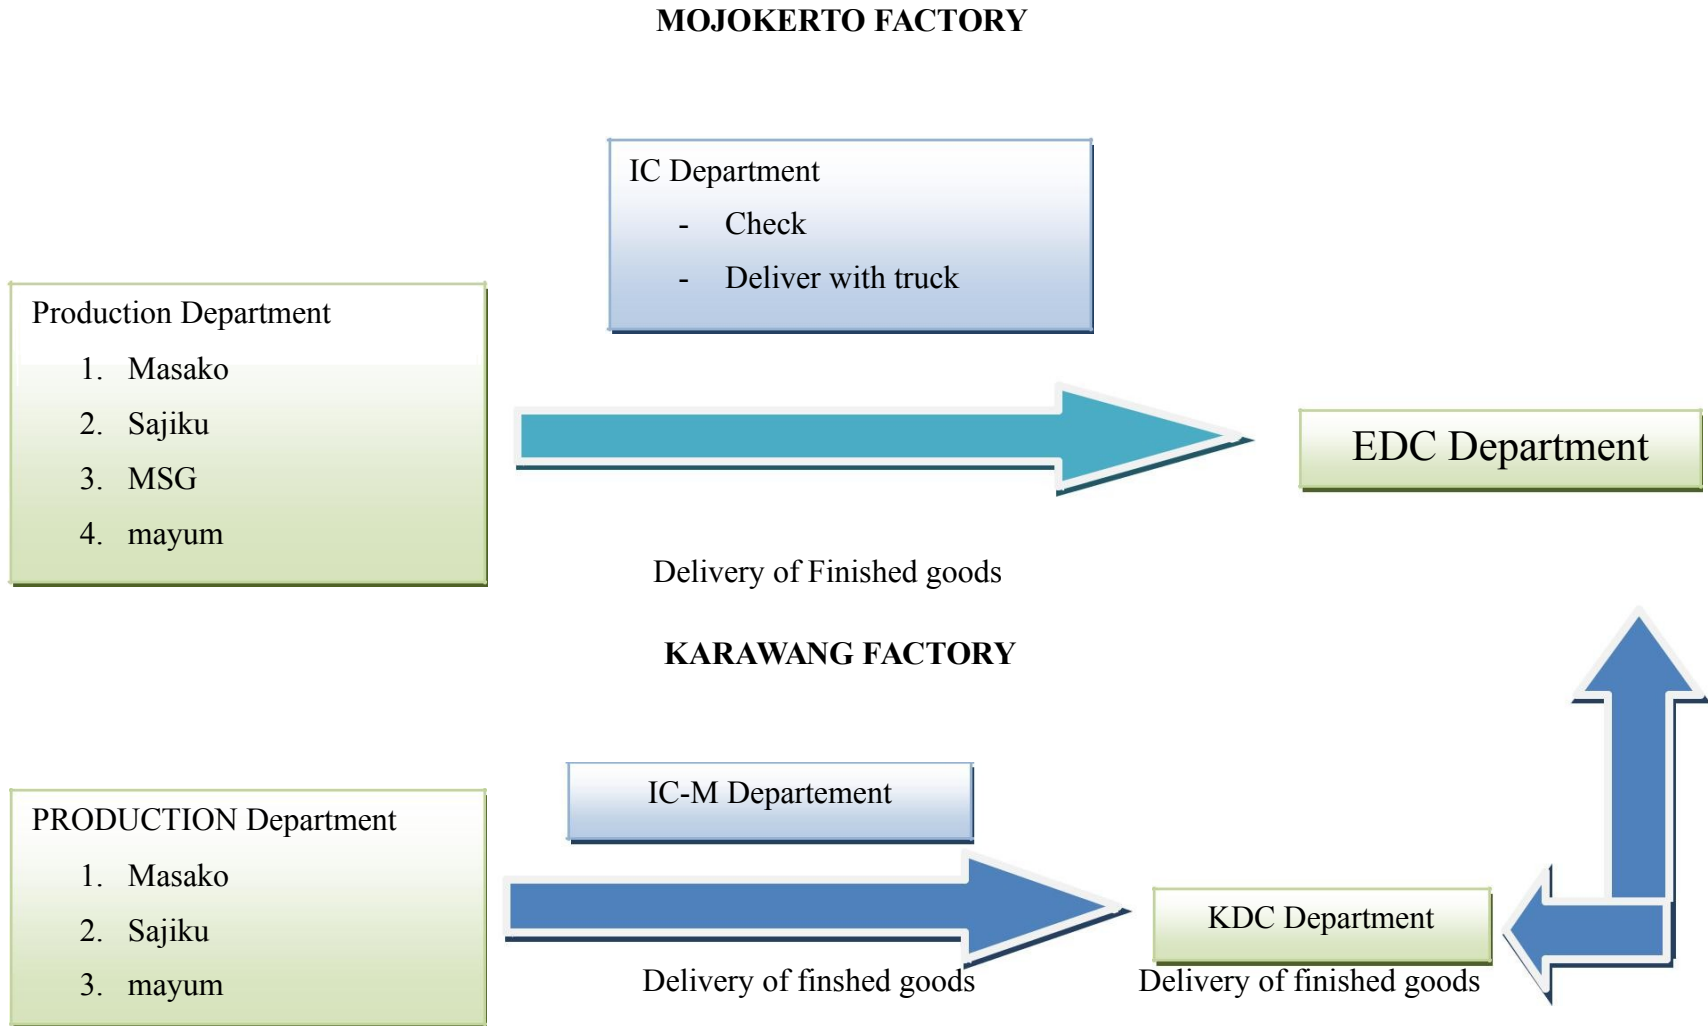 MOJOKERTO FACTORY
IC Department
- Check
- Deliver with truck
Production Department
1. Masako
2. Sajiku
3. MSG
4. mayum
EDC Department
Delivery of Finished goods
KARAWANG FACTORY
IC-M Departement
PRODUCTION Department
1. Masako
2. Sajiku
3. mayum
KDC Department
Delivery of finshed goods
Delivery of finished goods